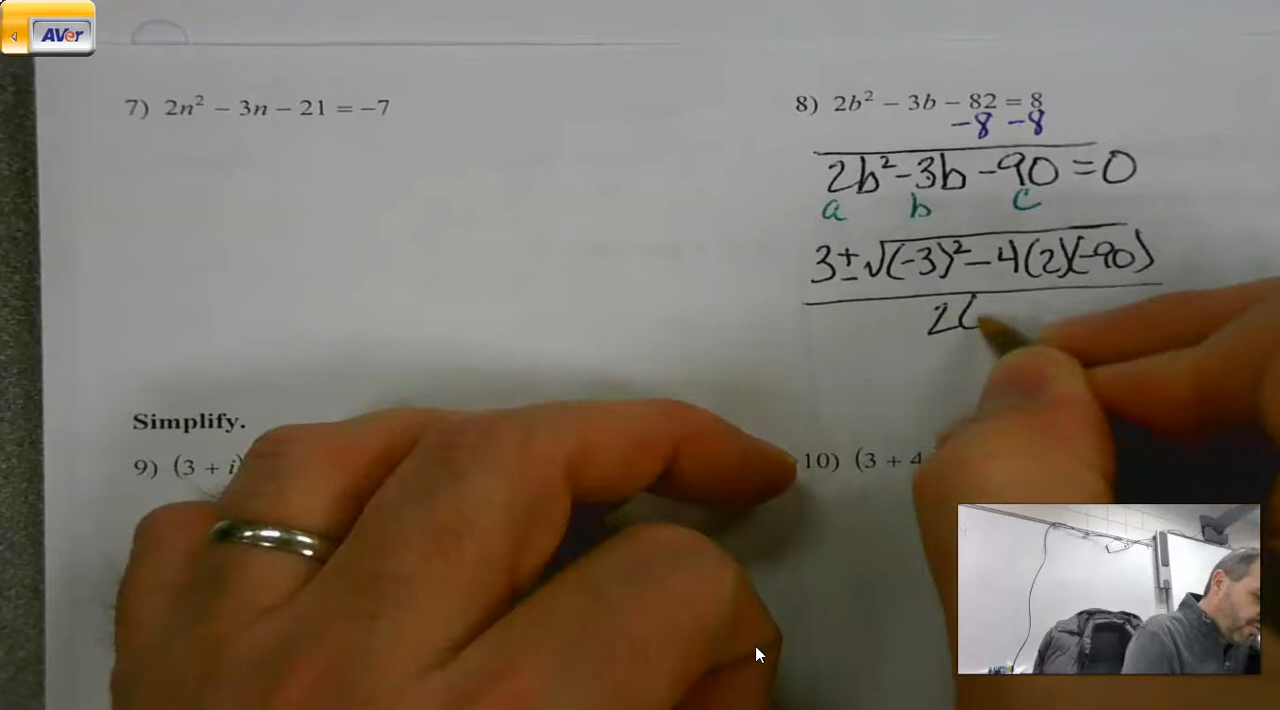 AVer
7) 2n² − 3n − 21 = −7
8) 2b² − 3b − 82 = 8
−8 −8
2b² − 3b − 90 = 0
a b c
3 ± √(−3)² − 4(2)(−90)
2(
Simplify.
9) (3 + i)
10) (3 + 4